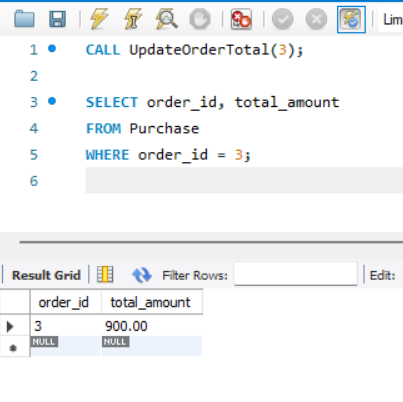 Lim
1 CALL UpdateOrderTotal(3);
2
3 SELECT order_id, total_amount
4 FROM Purchase
5 WHERE order_id = 3;
6
Result Grid Filter Rows: Edit:
order_id total_amount
3 900.00
NULL NULL